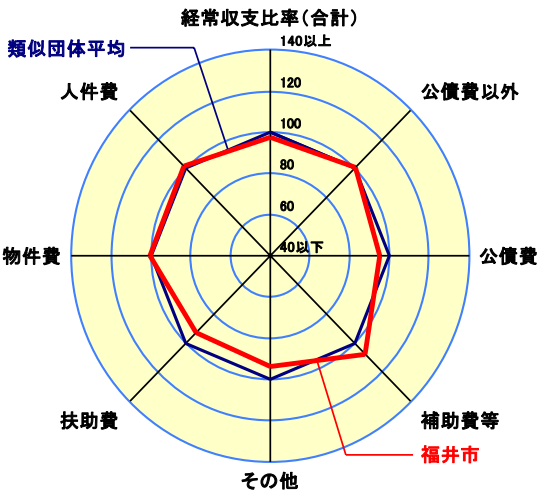 経常収支比率(合計)
140以上
類似団体平均
120
人件費
公債費以外
100
80
60
40以下
物件費
公債費
扶助費
補助費等
福井市
その他